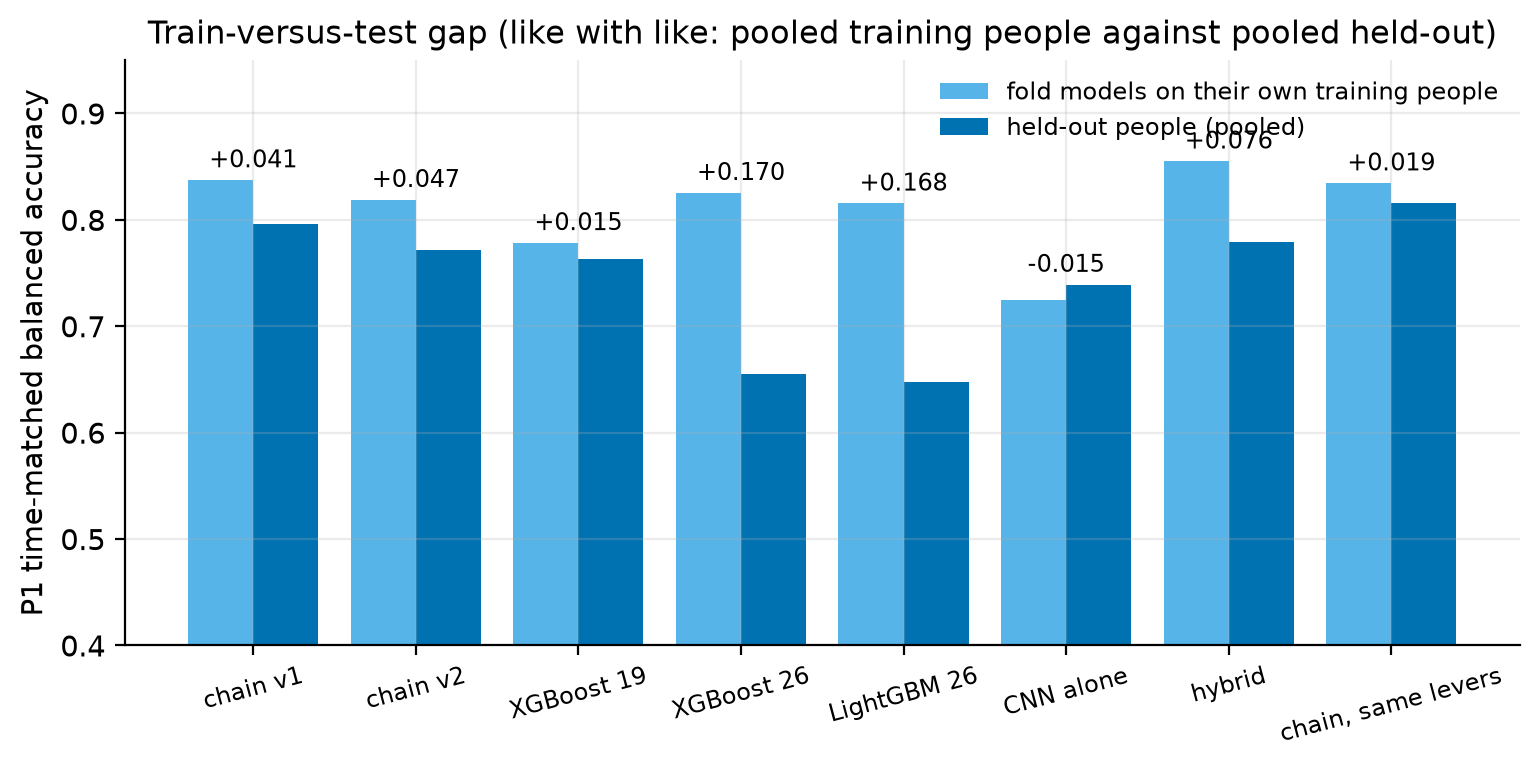 Train-versus-test gap (like with like: pooled training people against pooled held-out)
fold models on their own training people
held-out people (pooled)
P1 time-matched balanced accuracy
0.9
0.8
0.7
0.6
0.5
0.4
+0.041
+0.047
+0.015
+0.170
+0.168
-0.015
+0.076
+0.019
chain v1
chain v2
XGBoost 19
XGBoost 26
LightGBM 26
CNN alone
hybrid
chain, same levers